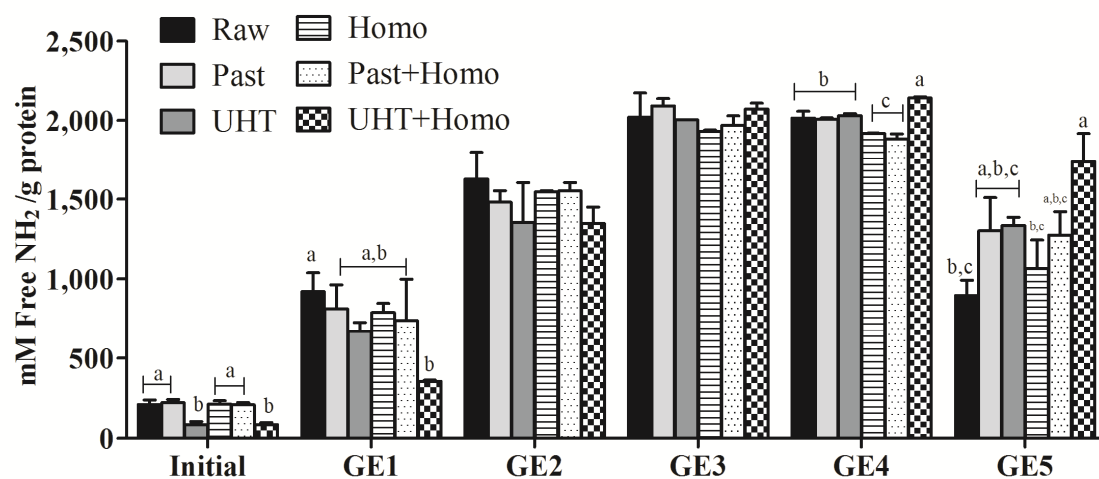 2,500
2,000
1,500
1,000
500
0
mM Free NH₂ /g protein
Raw Homo
Past Past+Homo
UHT UHT+Homo
a a b b
a a,b b
b c a
b,c a,b,c b,c a,b,c a
Initial GE1 GE2 GE3 GE4 GE5